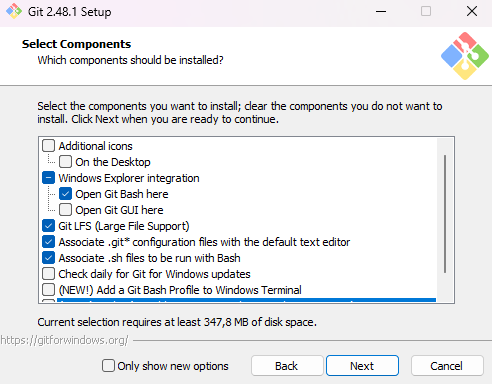 Git 2.48.1 Setup
Select Components
Which components should be installed?
Select the components you want to install; clear the components you do not want to
install. Click Next when you are ready to continue.
Additional icons
On the Desktop
Windows Explorer integration
Open Git Bash here
Open Git GUI here
Git LFS (Large File Support)
Associate .git* configuration files with the default text editor
Associate .sh files to be run with Bash
Check daily for Git for Windows updates
(NEW!) Add a Git Bash Profile to Windows Terminal
Current selection requires at least 347,8 MB of disk space.
https://gitforwindows.org/
Only show new options
Back
Next
Cancel